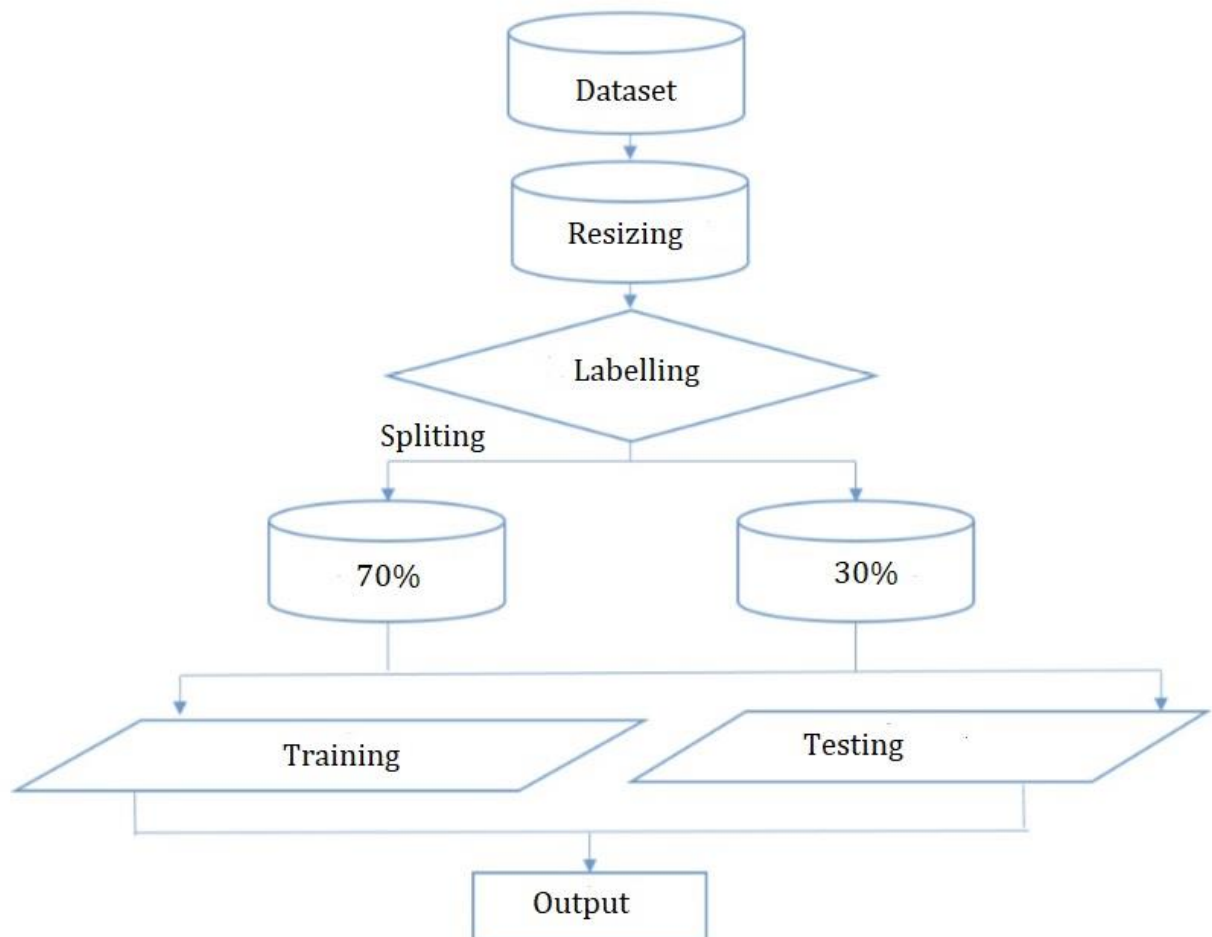 Dataset
Resizing
Labelling
Spliting
70%
30%
Training
Testing
Output